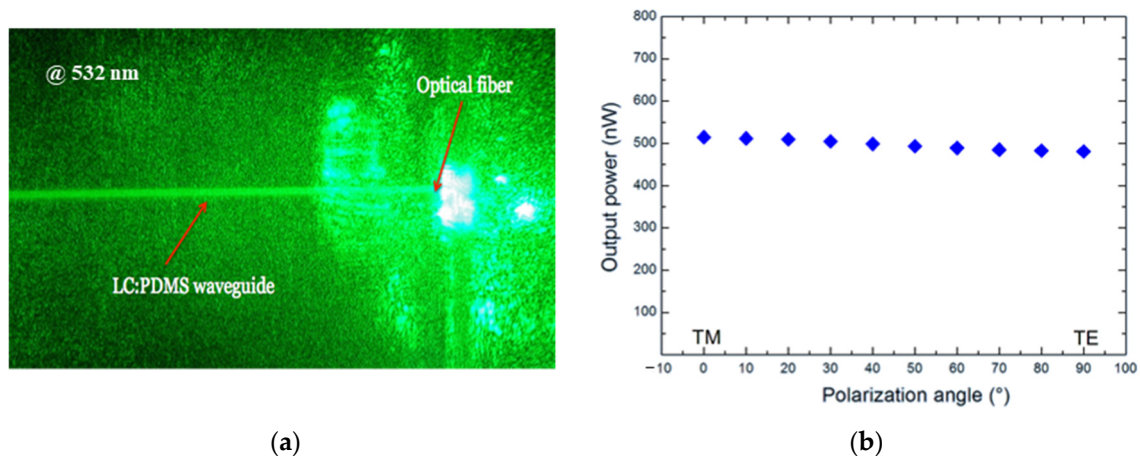 @ 532 nm
Optical fiber
LC:PDMS waveguide
(a)
800
700
600
500
400
300
200
100
Output power (nW)
TM
TE
−10
0
10
20
30
40
50
60
70
80
90
100
Polarization angle (°)
(b)